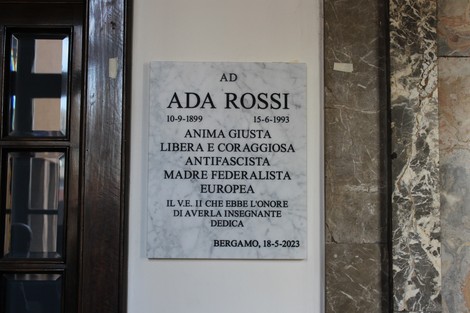 AD
ADA ROSSI
10-9-1899 15-6-1993
ANIMA GIUSTA
LIBERA E CORAGGIOSA
ANTIFASCISTA
MADRE FEDERALISTA
EUROPEA
IL V.E. II CHE EBBE L'ONORE
DI AVERLA INSEGNANTE
DEDICA
BERGAMO, 18-5-2023